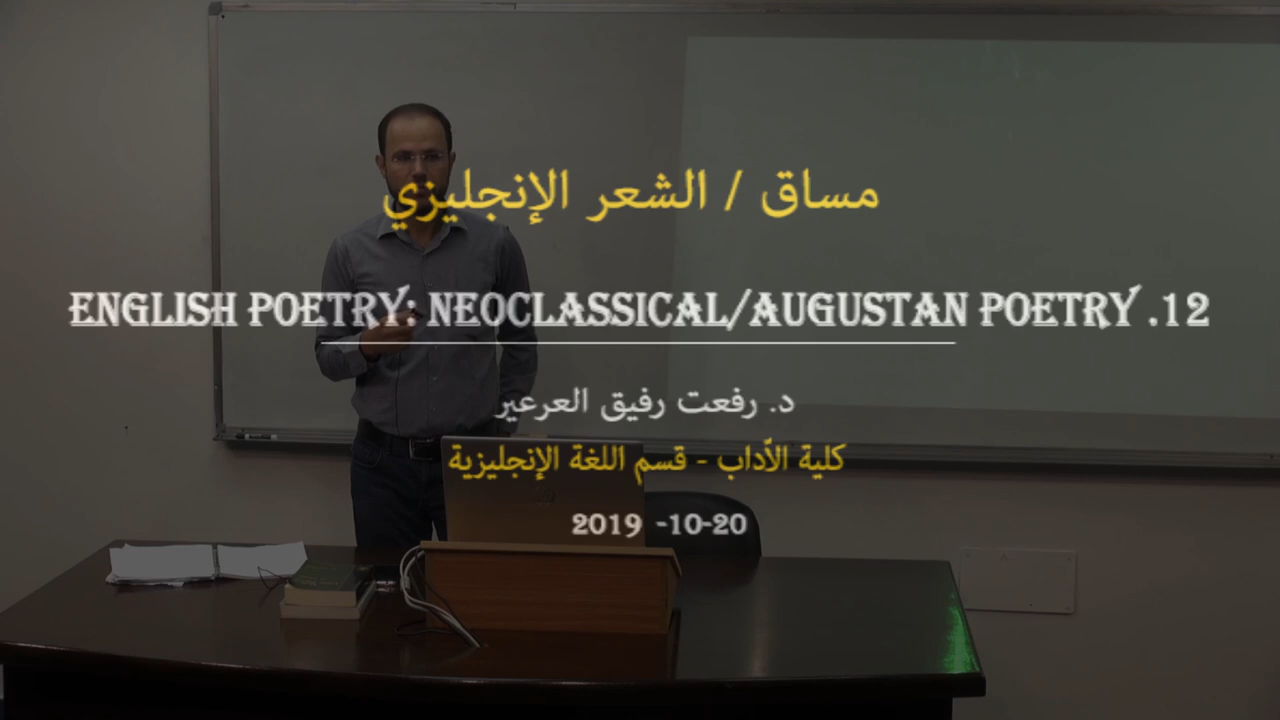 مساق / الشعر الإنجليزي
ENGLISH POETRY: NEOCLASSICAL/AUGUSTAN POETRY .12
د. رفعت رفيق العرعير
كلية الآداب - قسم اللغة الإنجليزية
2019 -10-20